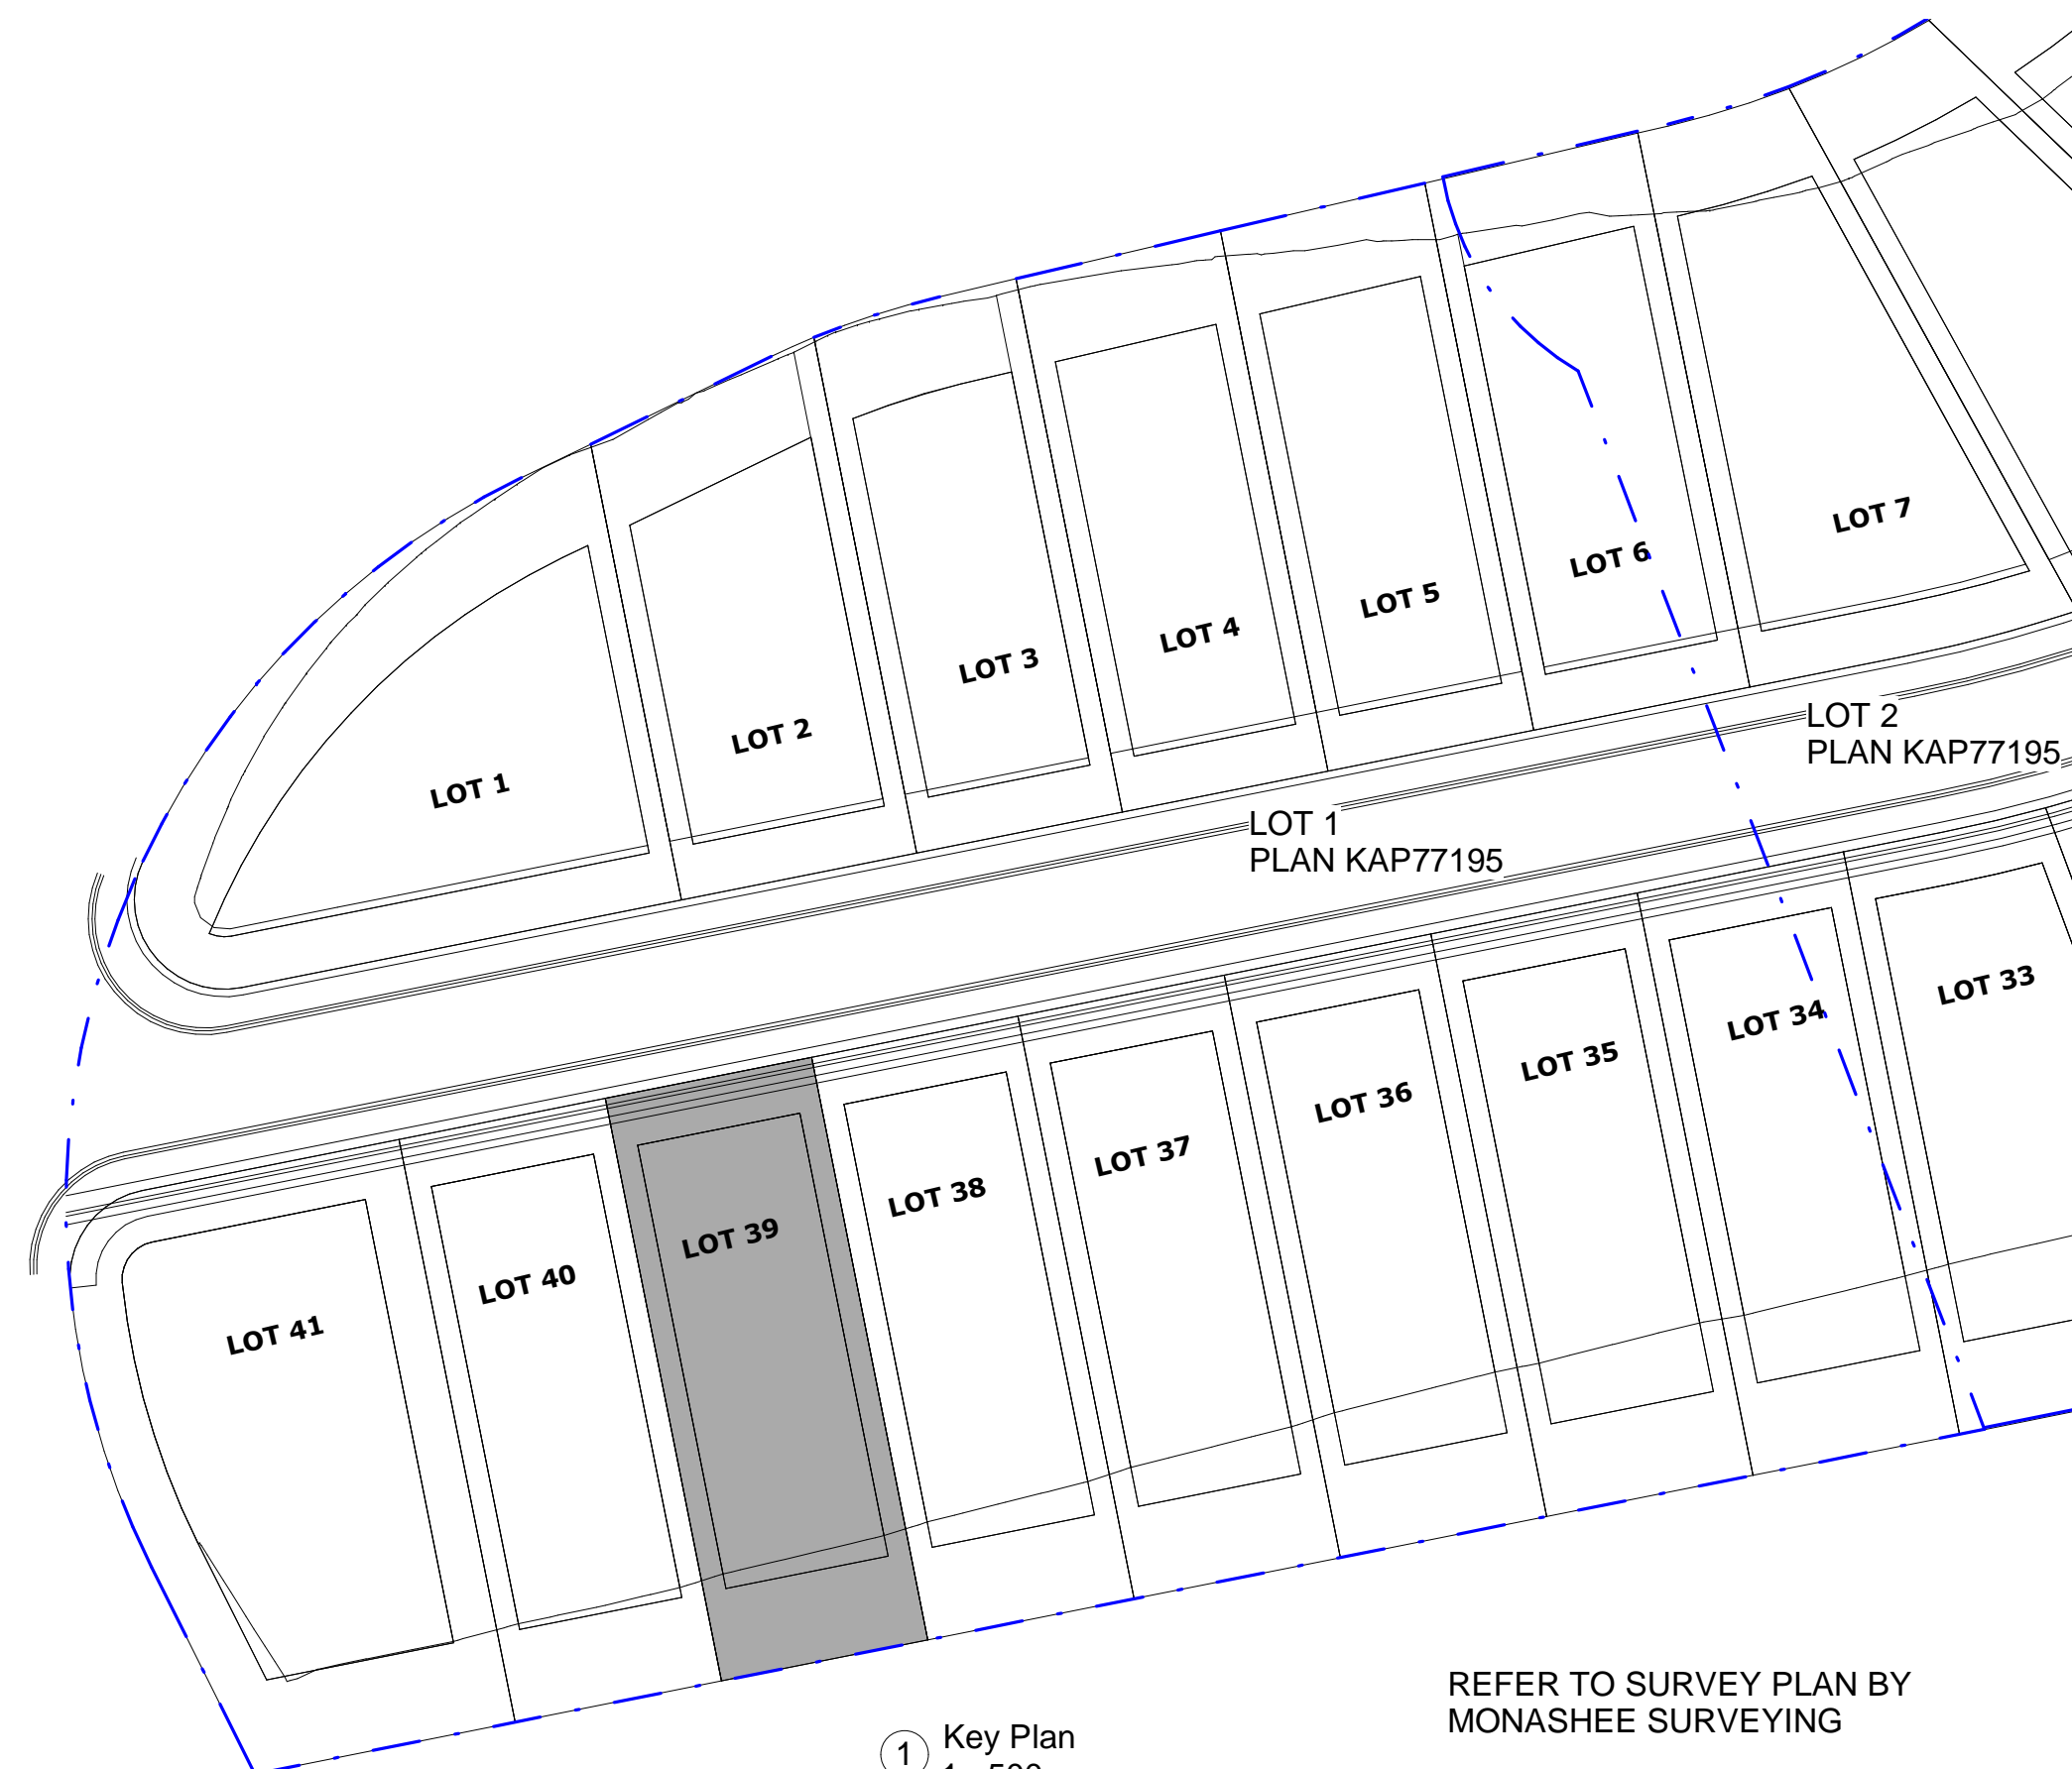 LOT 7
LOT 6
LOT 5
LOT 4
LOT 3
LOT 2
LOT 1
LOT 2
PLAN KAP77195
LOT 1
PLAN KAP77195
LOT 33
LOT 34
LOT 35
LOT 36
LOT 37
LOT 38
LOT 39
LOT 40
LOT 41
REFER TO SURVEY PLAN BY
MONASHEE SURVEYING
1 Key Plan